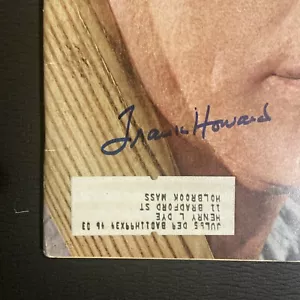 Frank Howard
HENRY L DYE
11 BRADFORD ST
HOLBROOK MASS